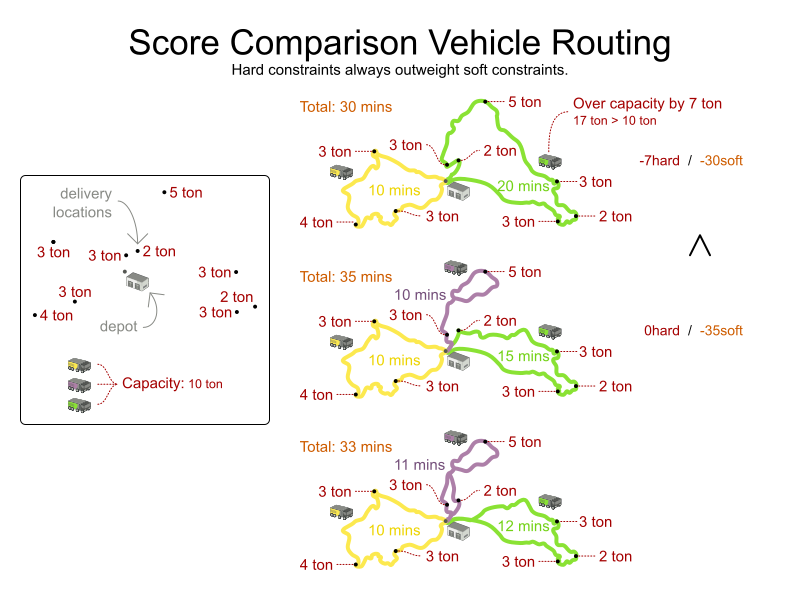 Score Comparison Vehicle Routing
Hard constraints always outweight soft constraints.
delivery
locations
5 ton
3 ton
3 ton
2 ton
3 ton
3 ton
2 ton
4 ton
3 ton
depot
Capacity: 10 ton
Total: 30 mins
5 ton
Over capacity by 7 ton
17 ton > 10 ton
3 ton
3 ton
2 ton
-7hard / -30soft
10 mins
20 mins
3 ton
4 ton
3 ton
3 ton
2 ton
<
Total: 35 mins
5 ton
10 mins
3 ton
3 ton
2 ton
0hard / -35soft
10 mins
15 mins
3 ton
4 ton
3 ton
3 ton
2 ton
Total: 33 mins
5 ton
11 mins
3 ton
3 ton
2 ton
10 mins
12 mins
3 ton
4 ton
3 ton
3 ton
2 ton